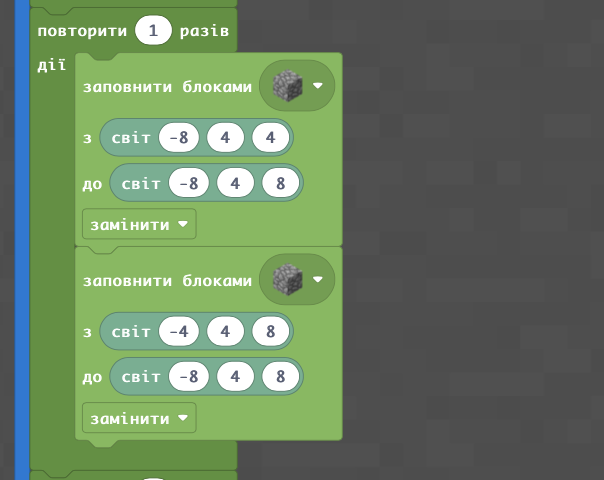 повторити 1 разів
дії
заповнити блоками
з світ -8 4 4
до світ -8 4 8
замінити
заповнити блоками
з світ -4 4 8
до світ -8 4 8
замінити